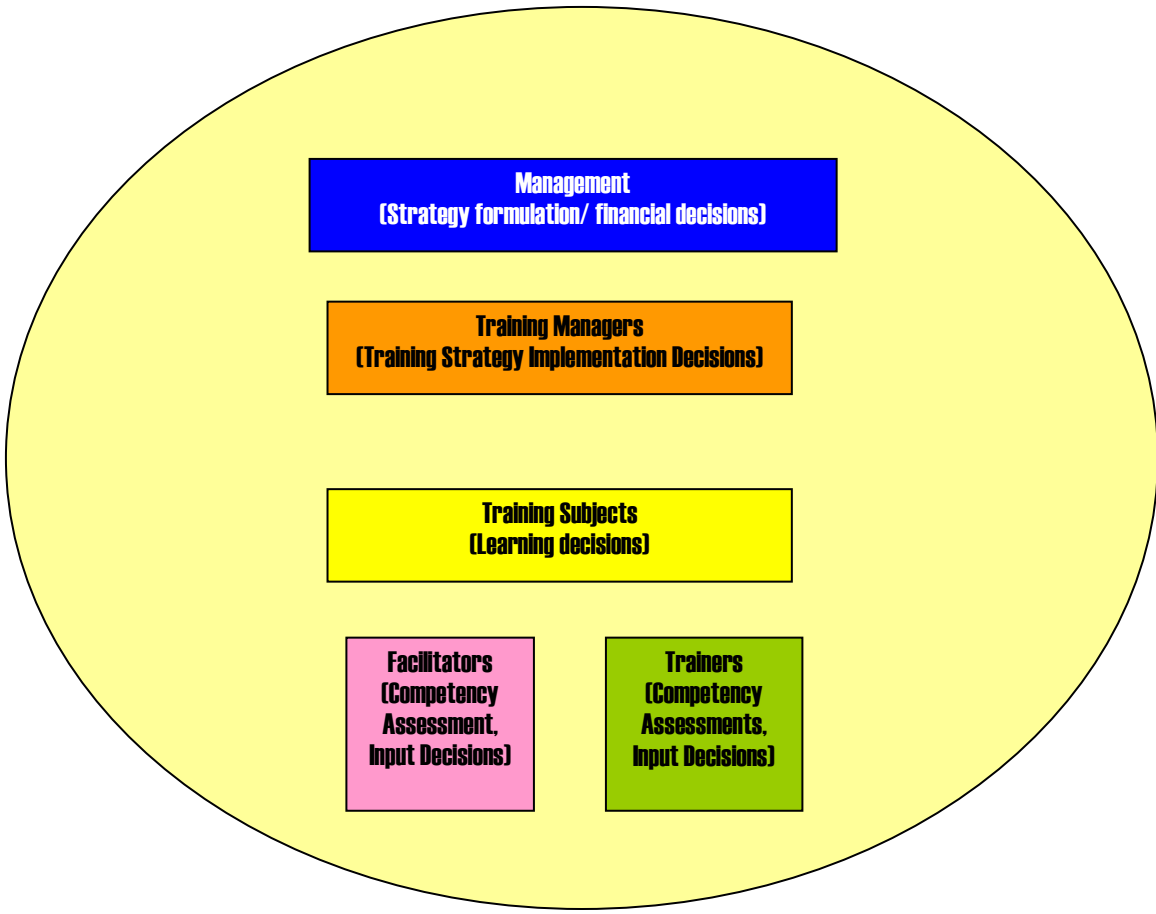 Management
(Strategy formulation/ financial decisions)
Training Managers
(Training Strategy Implementation Decisions)
Training Subjects
(Learning decisions)
Facilitators
(Competency
Assessment,
Input Decisions)
Trainers
(Competency
Assessments,
Input Decisions)